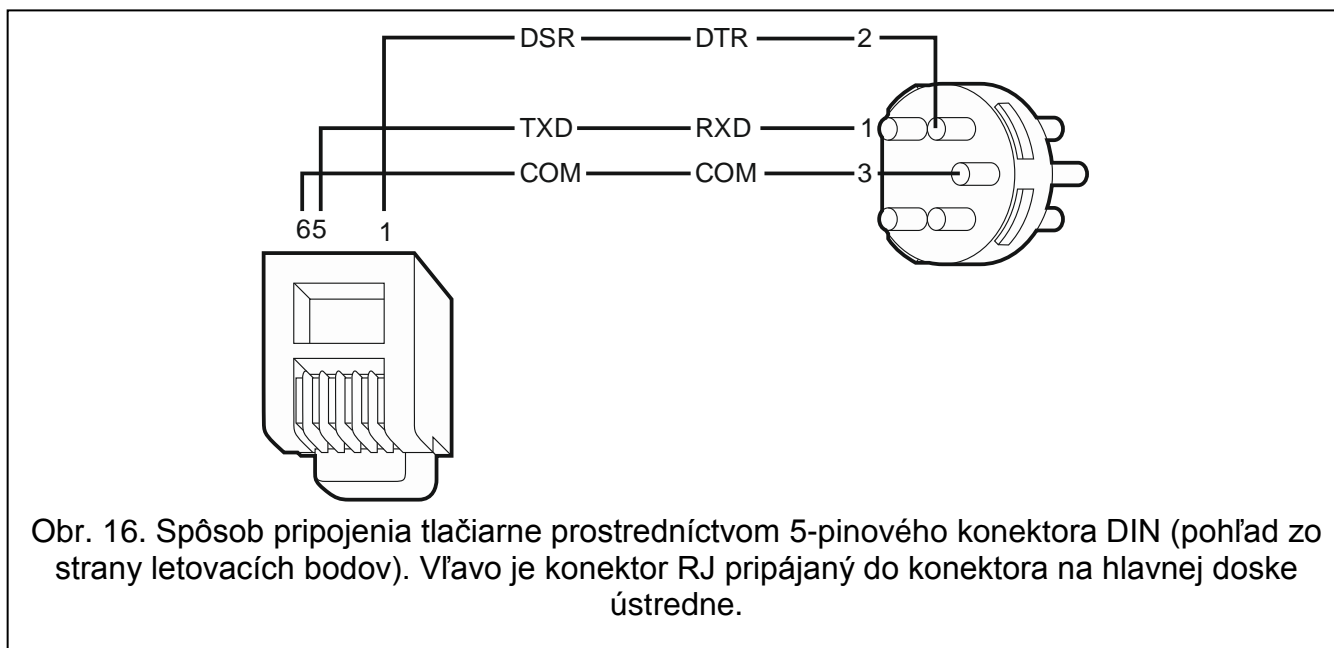 DSR DTR 2
TXD RXD 1
COM COM 3
65 1
Obr. 16. Spôsob pripojenia tlačiarne prostredníctvom 5-pinového konektora DIN (pohľad zo
strany letovacích bodov). Vľavo je konektor RJ pripájaný do konektora na hlavnej doske
ústredne.